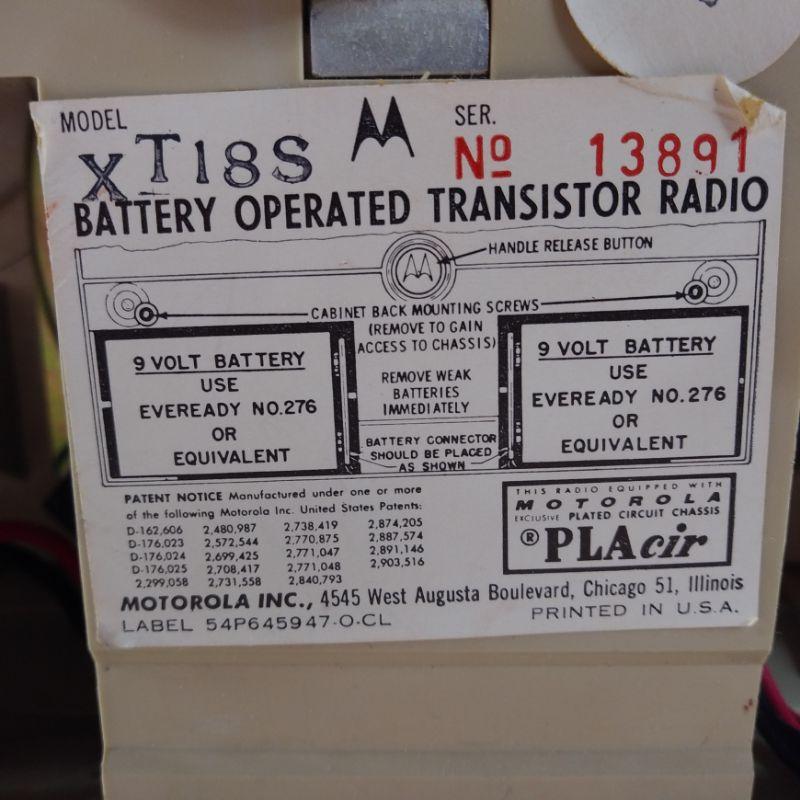 MODEL
SER.
XT18S
Nº 13891
BATTERY OPERATED TRANSISTOR RADIO
HANDLE RELEASE BUTTON
CABINET BACK MOUNTING SCREWS
(REMOVE TO GAIN
ACCESS TO CHASSIS)
9 VOLT BATTERY
USE
EVEREADY NO.276
OR
EQUIVALENT
REMOVE WEAK
BATTERIES
IMMEDIATELY
BATTERY CONNECTOR
SHOULD BE PLACED
AS SHOWN
9 VOLT BATTERY
USE
EVEREADY NO.276
OR
EQUIVALENT
PATENT NOTICE Manufactured under one or more
of the following Motorola Inc. United States Patents:
D-162,606 2,480,987 2,738,419 2,874,205
D-176,023 2,572,544 2,770,875 2,887,574
D-176,024 2,699,425 2,771,047 2,891,146
D-176,025 2,708,417 2,771,048 2,903,516
2,299,058 2,731,558 2,840,793
THIS RADIO EQUIPPED WITH
MOTOROLA
EXCLUSIVE PLATED CIRCUIT CHASSIS
® PLAcir
MOTOROLA INC., 4545 West Augusta Boulevard, Chicago 51, Illinois
LABEL 54P645947-O-CL
PRINTED IN U.S.A.